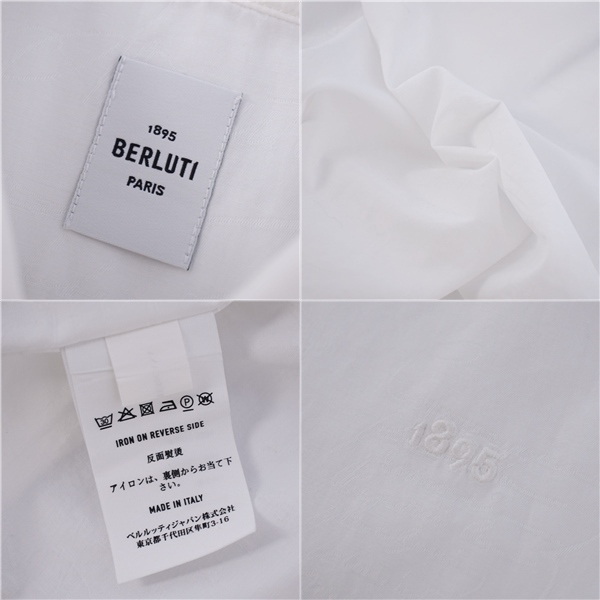 1895
BERLUTI
PARIS
30 P W
IRON ON REVERSE SIDE
反面熨烫
アイロンは、裏側からお当て下
さい。
MADE IN ITALY
ベルルッティジャパン株式会社
東京都千代田区隼町3-16
1895